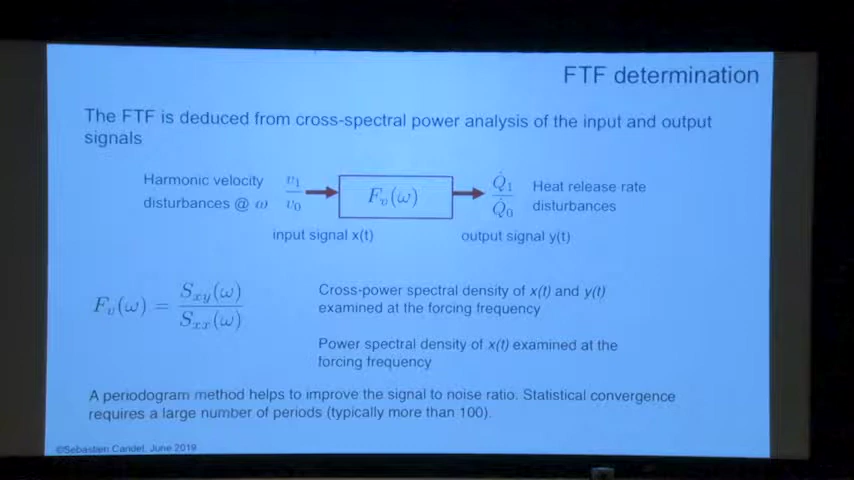 FTF determination
The FTF is deduced from cross-spectral power analysis of the input and output
signals
Harmonic velocity
disturbances @ ω
v₁
v₀
Fᵥ(ω)
Q̇₁
Q̇₀
Heat release rate
disturbances
input signal x(t)
output signal y(t)
Fᵥ(ω) = Sₓᵧ(ω) / Sₓₓ(ω)
Cross-power spectral density of x(t) and y(t)
examined at the forcing frequency
Power spectral density of x(t) examined at the
forcing frequency
A periodogram method helps to improve the signal to noise ratio. Statistical convergence
requires a large number of periods (typically more than 100).
©Sebastien Candel, June 2019